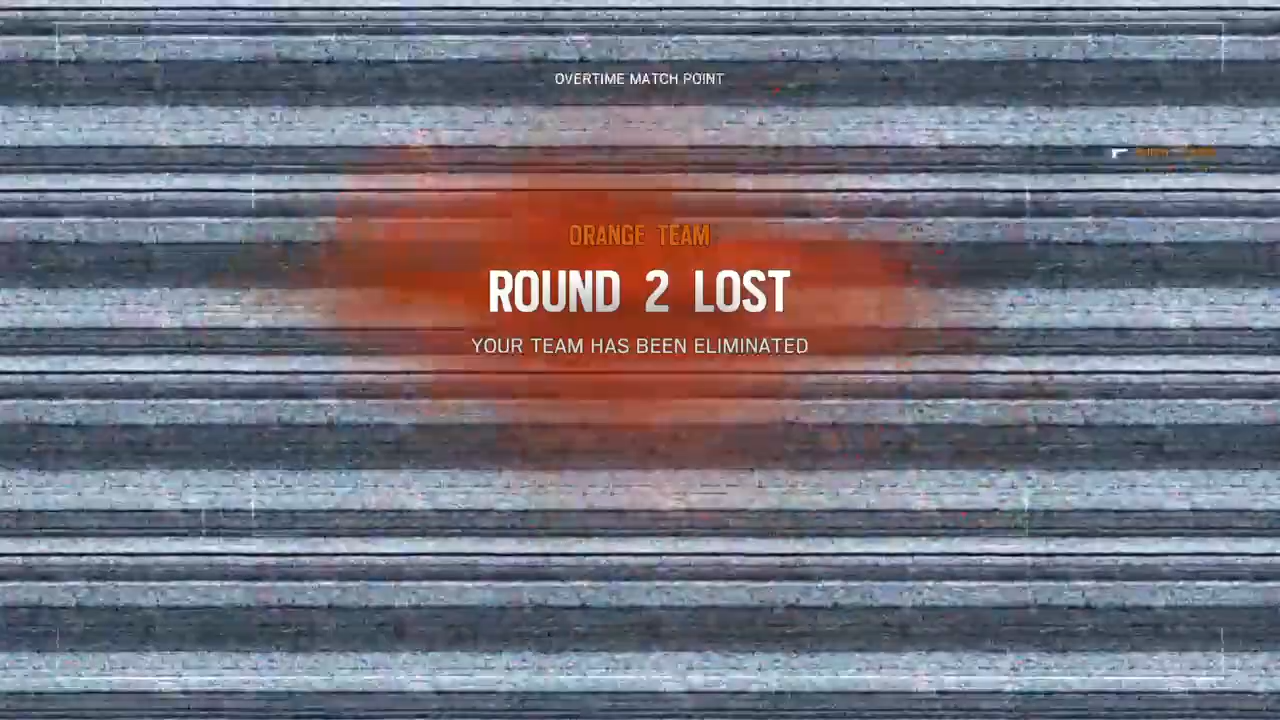 OVERTIME MATCH POINT
ORANGE TEAM
ROUND 2 LOST
YOUR TEAM HAS BEEN ELIMINATED